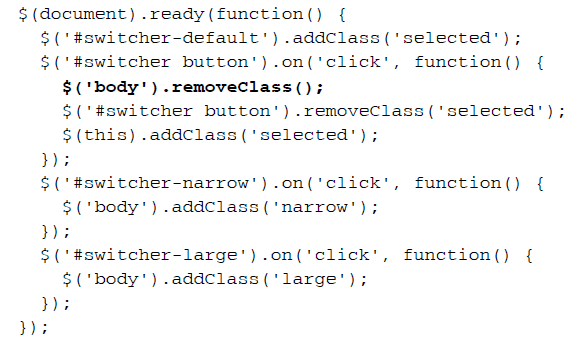 $(document).ready(function() {
  $('#switcher-default').addClass('selected');
  $('#switcher button').on('click', function() {
    $('body').removeClass();
    $('#switcher button').removeClass('selected');
    $(this).addClass('selected');
  });
  $('#switcher-narrow').on('click', function() {
    $('body').addClass('narrow');
  });
  $('#switcher-large').on('click', function() {
    $('body').addClass('large');
  });
});